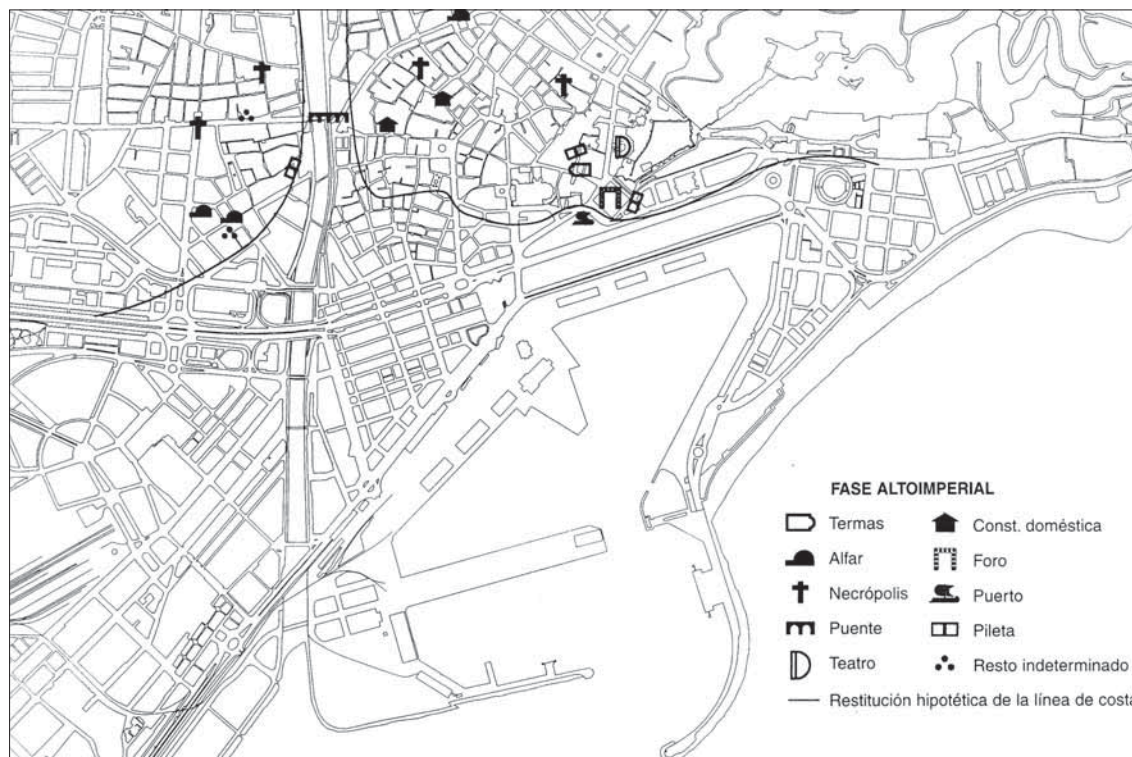 FASE ALTOIMPERIAL
Termas
Const. doméstica
Alfar
Foro
Necrópolis
Puerto
Puente
Pileta
Teatro
Resto indeterminado
Restitución hipotética de la línea de costa